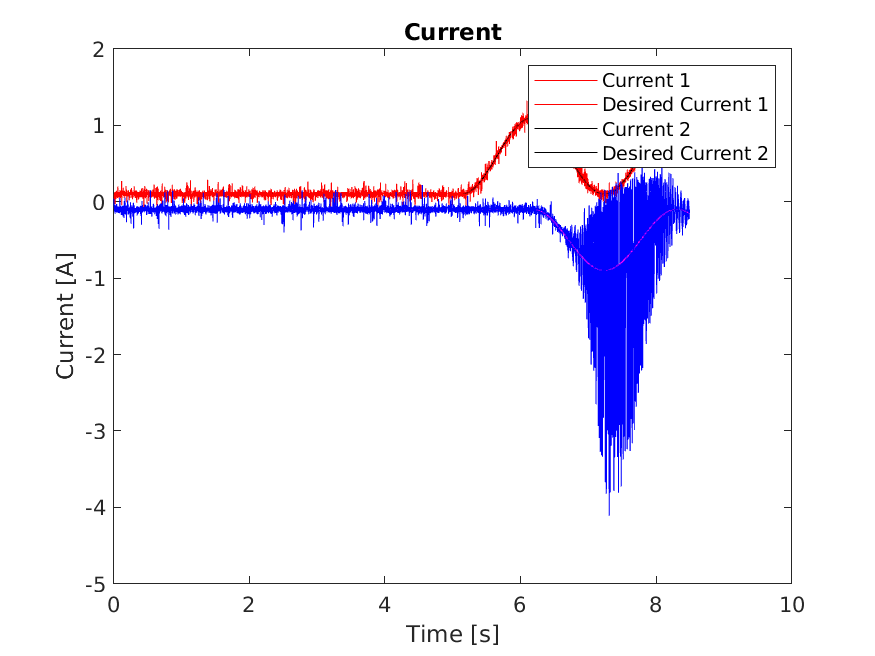 Current
2
1
0
-1
-2
-3
-4
-5
Current [A]
Current 1
Desired Current 1
Current 2
Desired Current 2
0 2 4 6 8 10
Time [s]